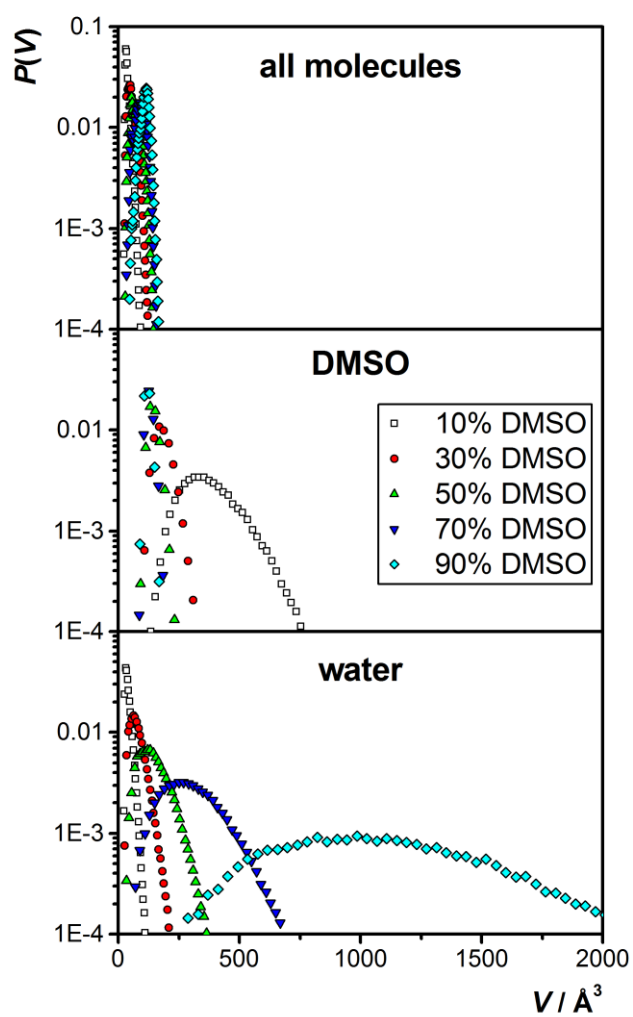 P(V)
0.1
all molecules
0.01
1E-3
1E-4
DMSO
0.01
1E-3
1E-4
10% DMSO
30% DMSO
50% DMSO
70% DMSO
90% DMSO
water
0.01
1E-3
1E-4
0 500 1000 1500 2000
V / Å³